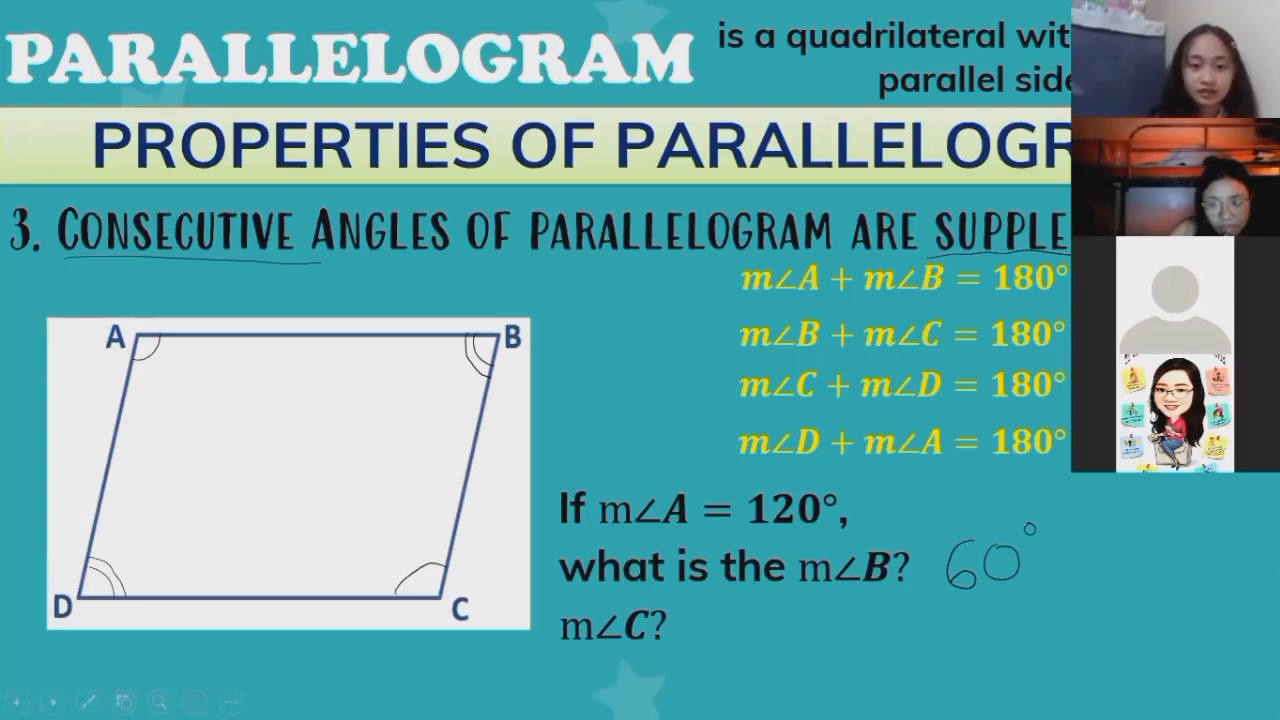 PARALLELOGRAM
is a quadrilateral wit
parallel side
PROPERTIES OF PARALLELOGR
3. CONSECUTIVE ANGLES OF PARALLELOGRAM ARE SUPPLE
m∠A + m∠B = 180°
m∠B + m∠C = 180°
m∠C + m∠D = 180°
m∠D + m∠A = 180°
A
B
D
C
If m∠A = 120°,
what is the m∠B? 60°
m∠C?